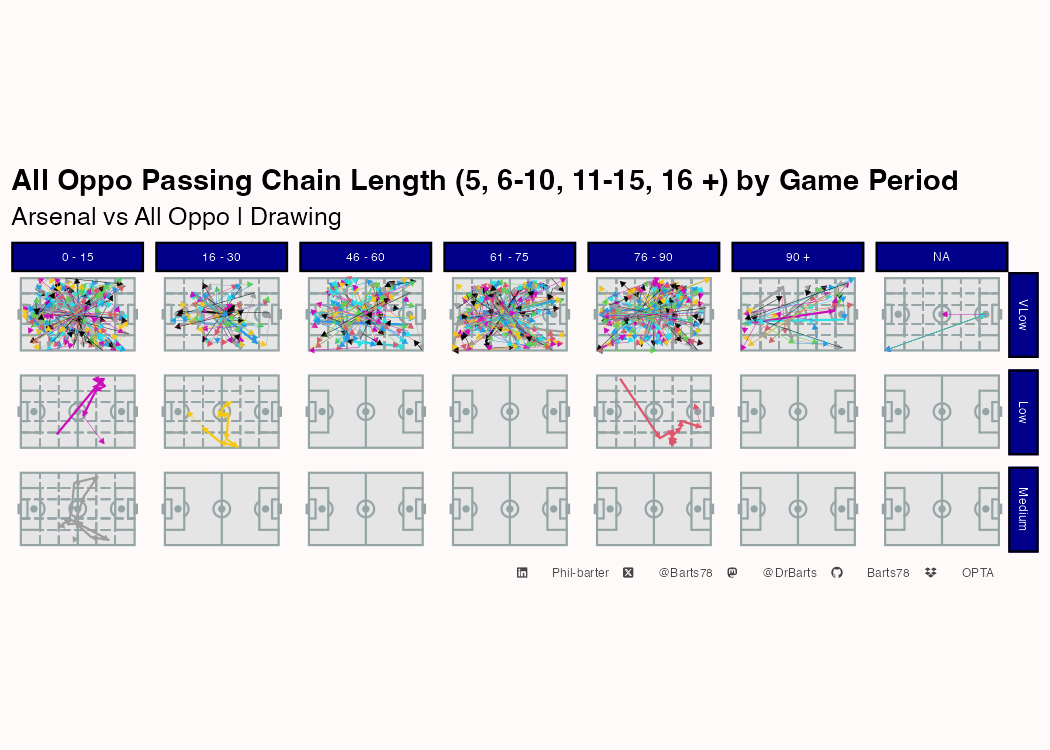 All Oppo Passing Chain Length (5, 6-10, 11-15, 16 +) by Game Period
Arsenal vs All Oppo | Drawing
0 - 15 16 - 30 46 - 60 61 - 75 76 - 90 90 + NA
VLow
Low
Medium
Phil-barter @Barts78 @DrBarts Barts78 OPTA